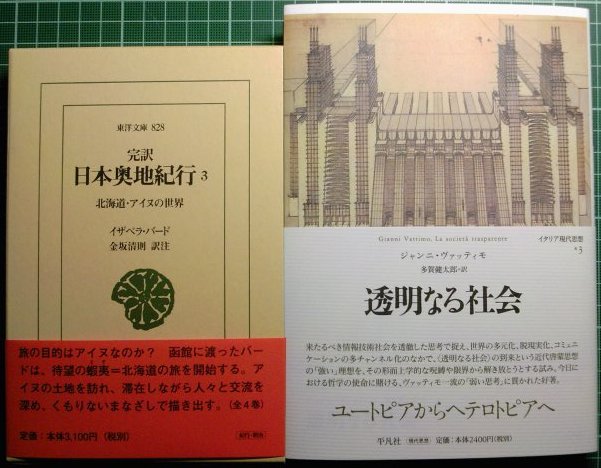 東洋文庫 828
完訳
日本奥地紀行 3
北海道・アイヌの世界
イザベラ・バード
金坂清則 訳注
旅の目的はアイヌなのか? 函館に渡ったバー
ドは、待望の蝦夷=北海道の旅を開始する。ア
イヌの土地を訪れ、滞在しながら人々と交流を
深め、くもりないまなざしで描き出す。(全4巻)
定価:本体3,100円(税別)
Gianni Vattimo, La società trasparente
イタリア現代思想
*3
ジャンニ・ヴァッティモ
多賀健太郎=訳
透明なる社会
来たるべき情報技術社会を透徹した思考で捉え、世界の多元化、脱現実化、コミュニ
ケーションの多チャンネル化のなかで、〈透明なる社会〉の到来という近代啓蒙思想
の「強い」理想を、その形而上学的な呪縛や限界から解き放とうとする試み。今日に
おける哲学の使命に賭ける、ヴァッティモ一流の「弱い思考」に貫かれた好著。
ユートピアからヘテロトピアへ
平凡社
現代思想
定価:本体2400円(税別)